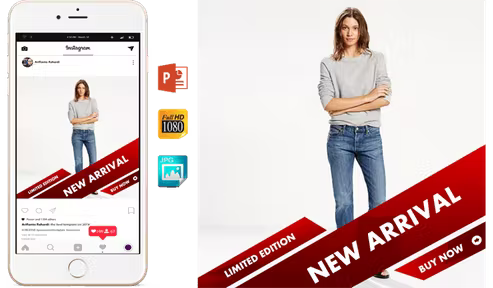 Instagram
LIMITED EDITION
NEW ARRIVAL
BUY NOW
P
Full HD
1080
JPG
LIMITED EDITION
NEW ARRIVAL
BUY NOW